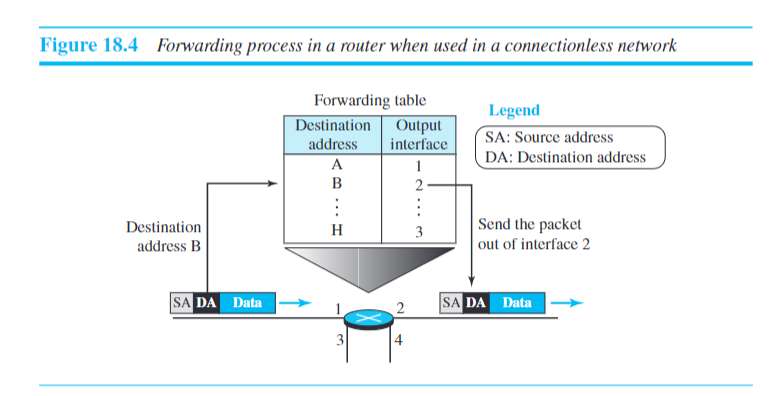 Figure 18.4 Forwarding process in a router when used in a connectionless network
Forwarding table
Legend
Destination address
Output interface
SA: Source address
DA: Destination address
A 1
B 2
⋮ ⋮
H 3
Destination
address B
Send the packet
out of interface 2
SA DA Data
SA DA Data
1 2
3 4